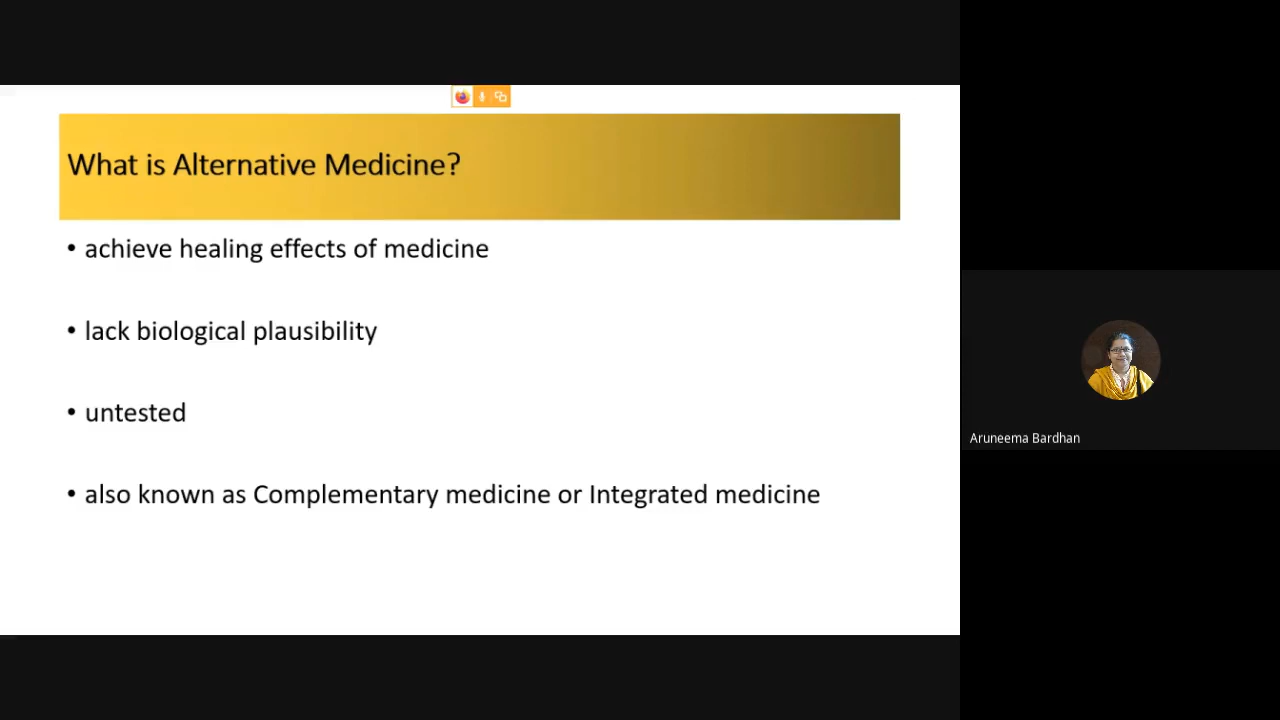 What is Alternative Medicine?
• achieve healing effects of medicine
• lack biological plausibility
• untested
• also known as Complementary medicine or Integrated medicine
Aruneema Bardhan